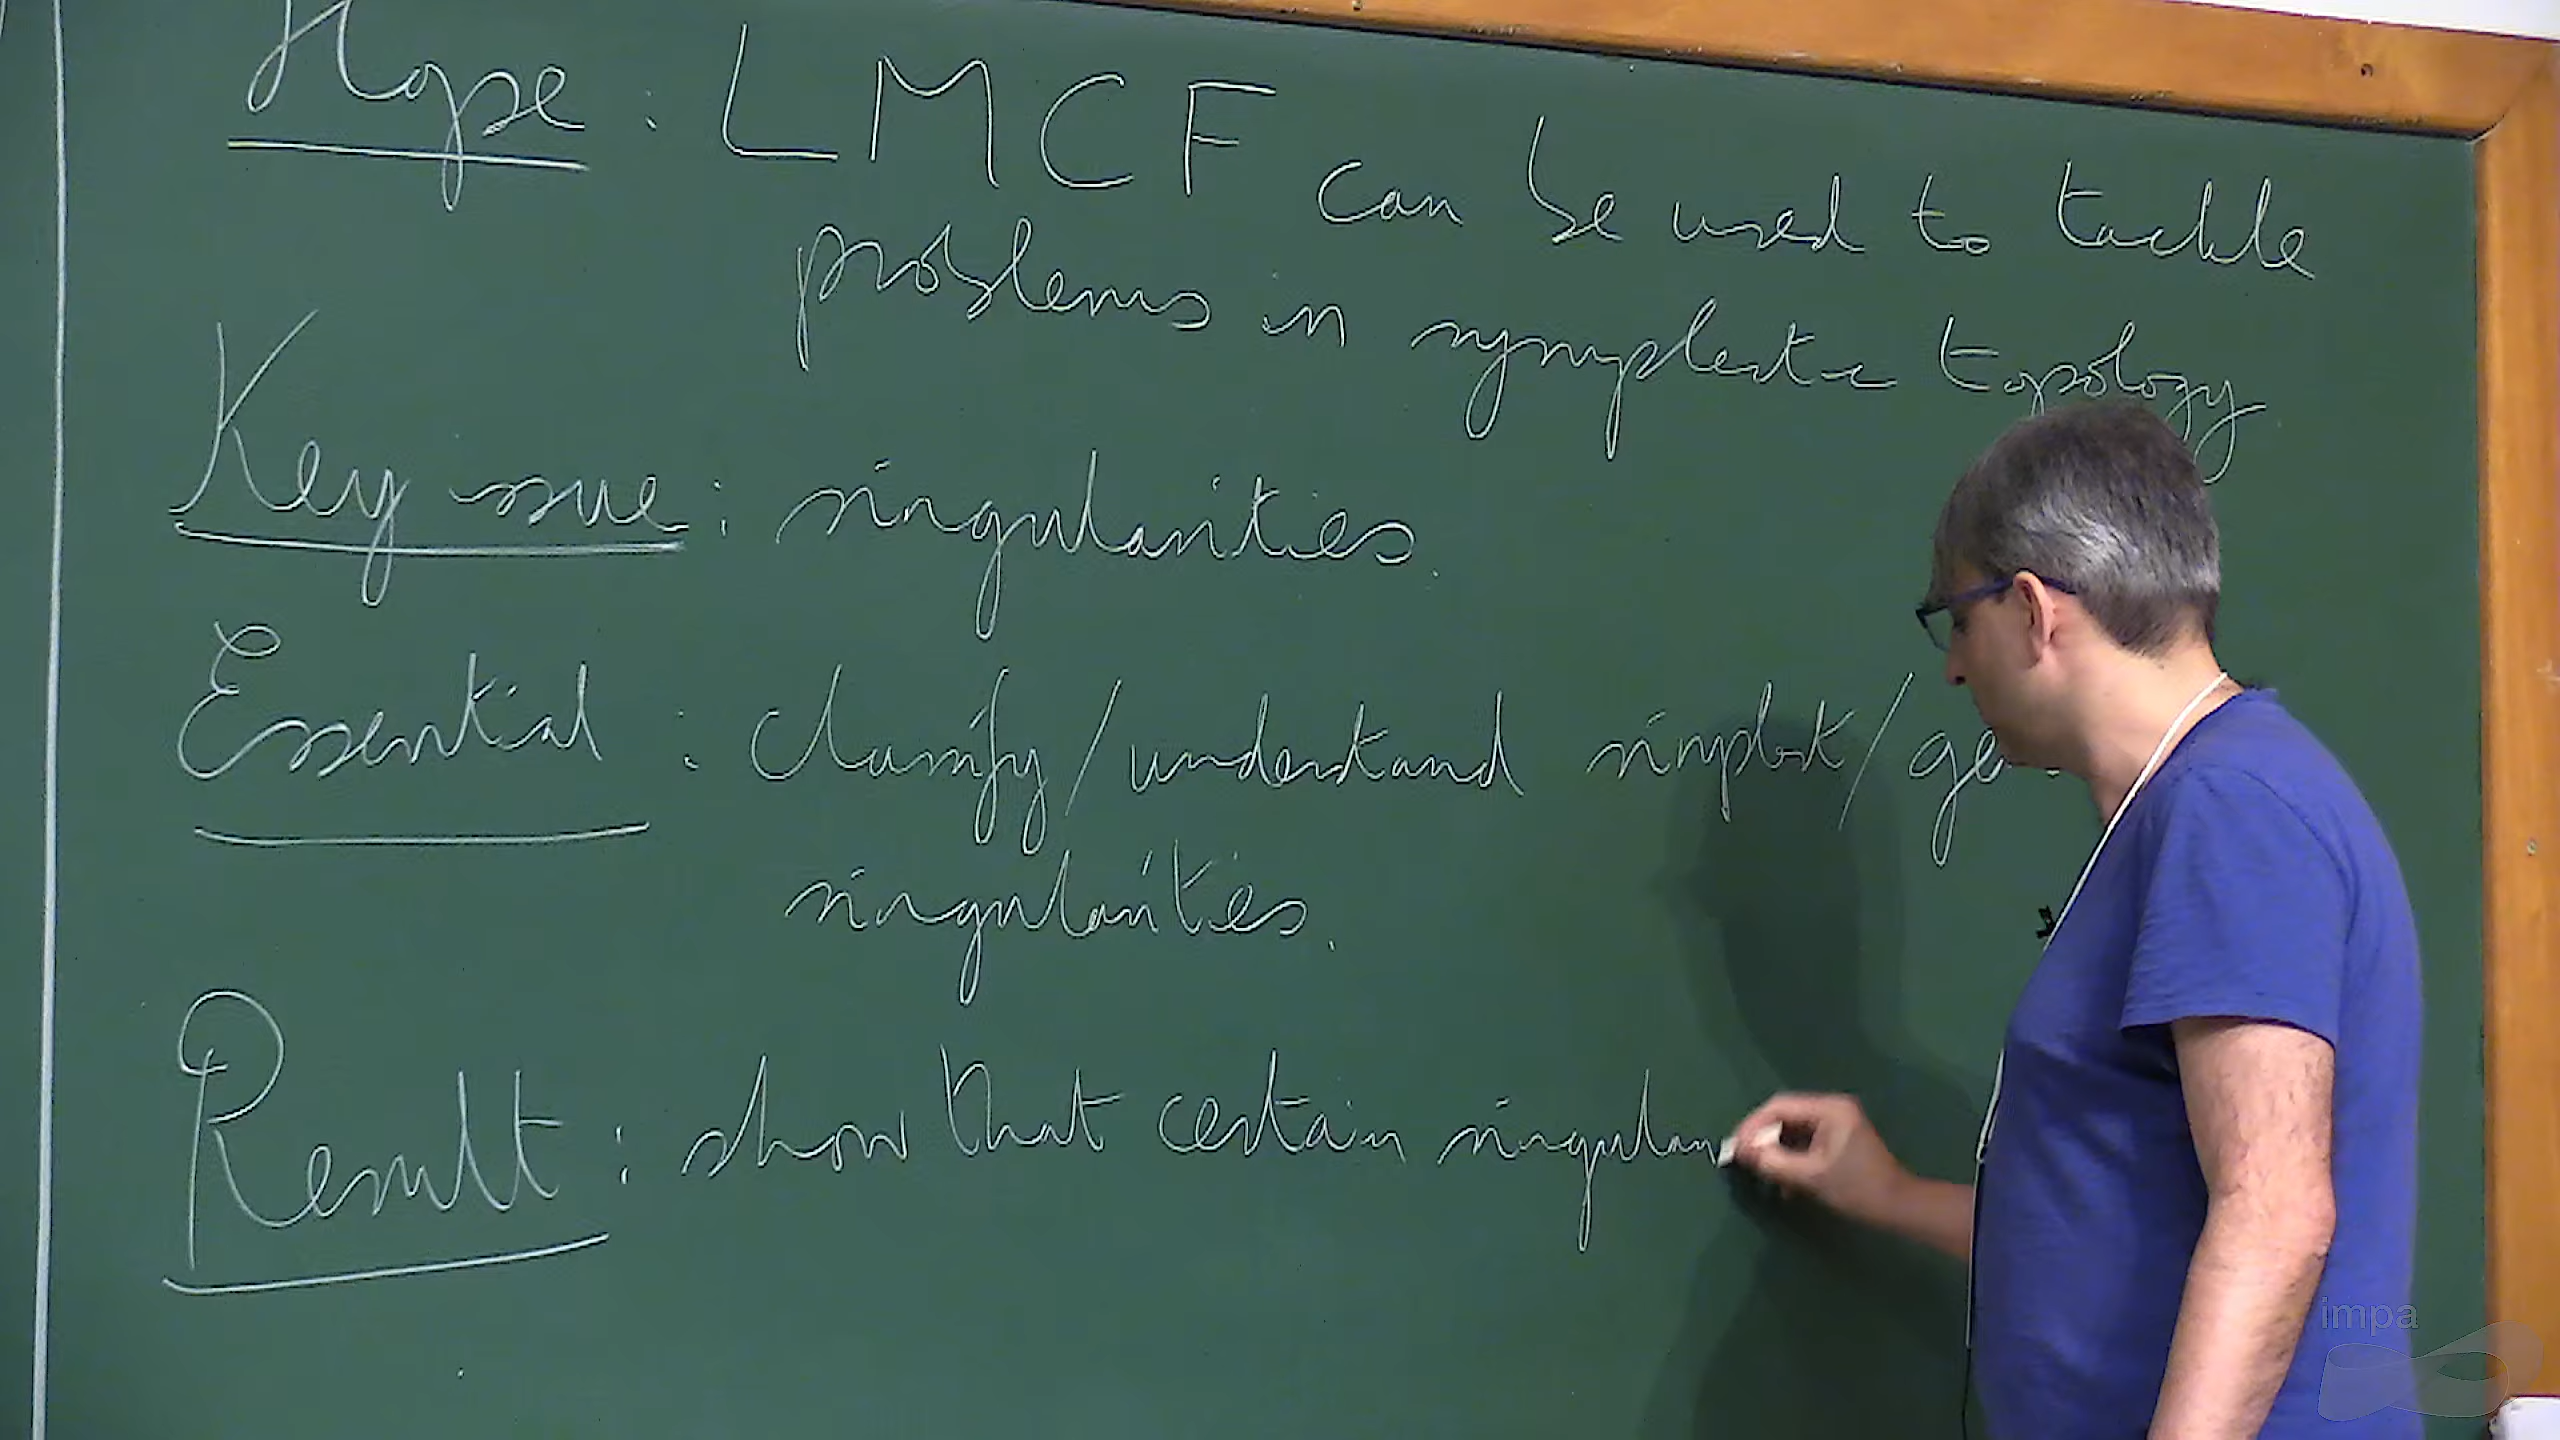 Hope : LMCF can be used to tackle
problems in symplectic topology
Key issue : singularities.
Essential : classify/understand simplest/ge
singularities.
Result : show that certain singular
impa